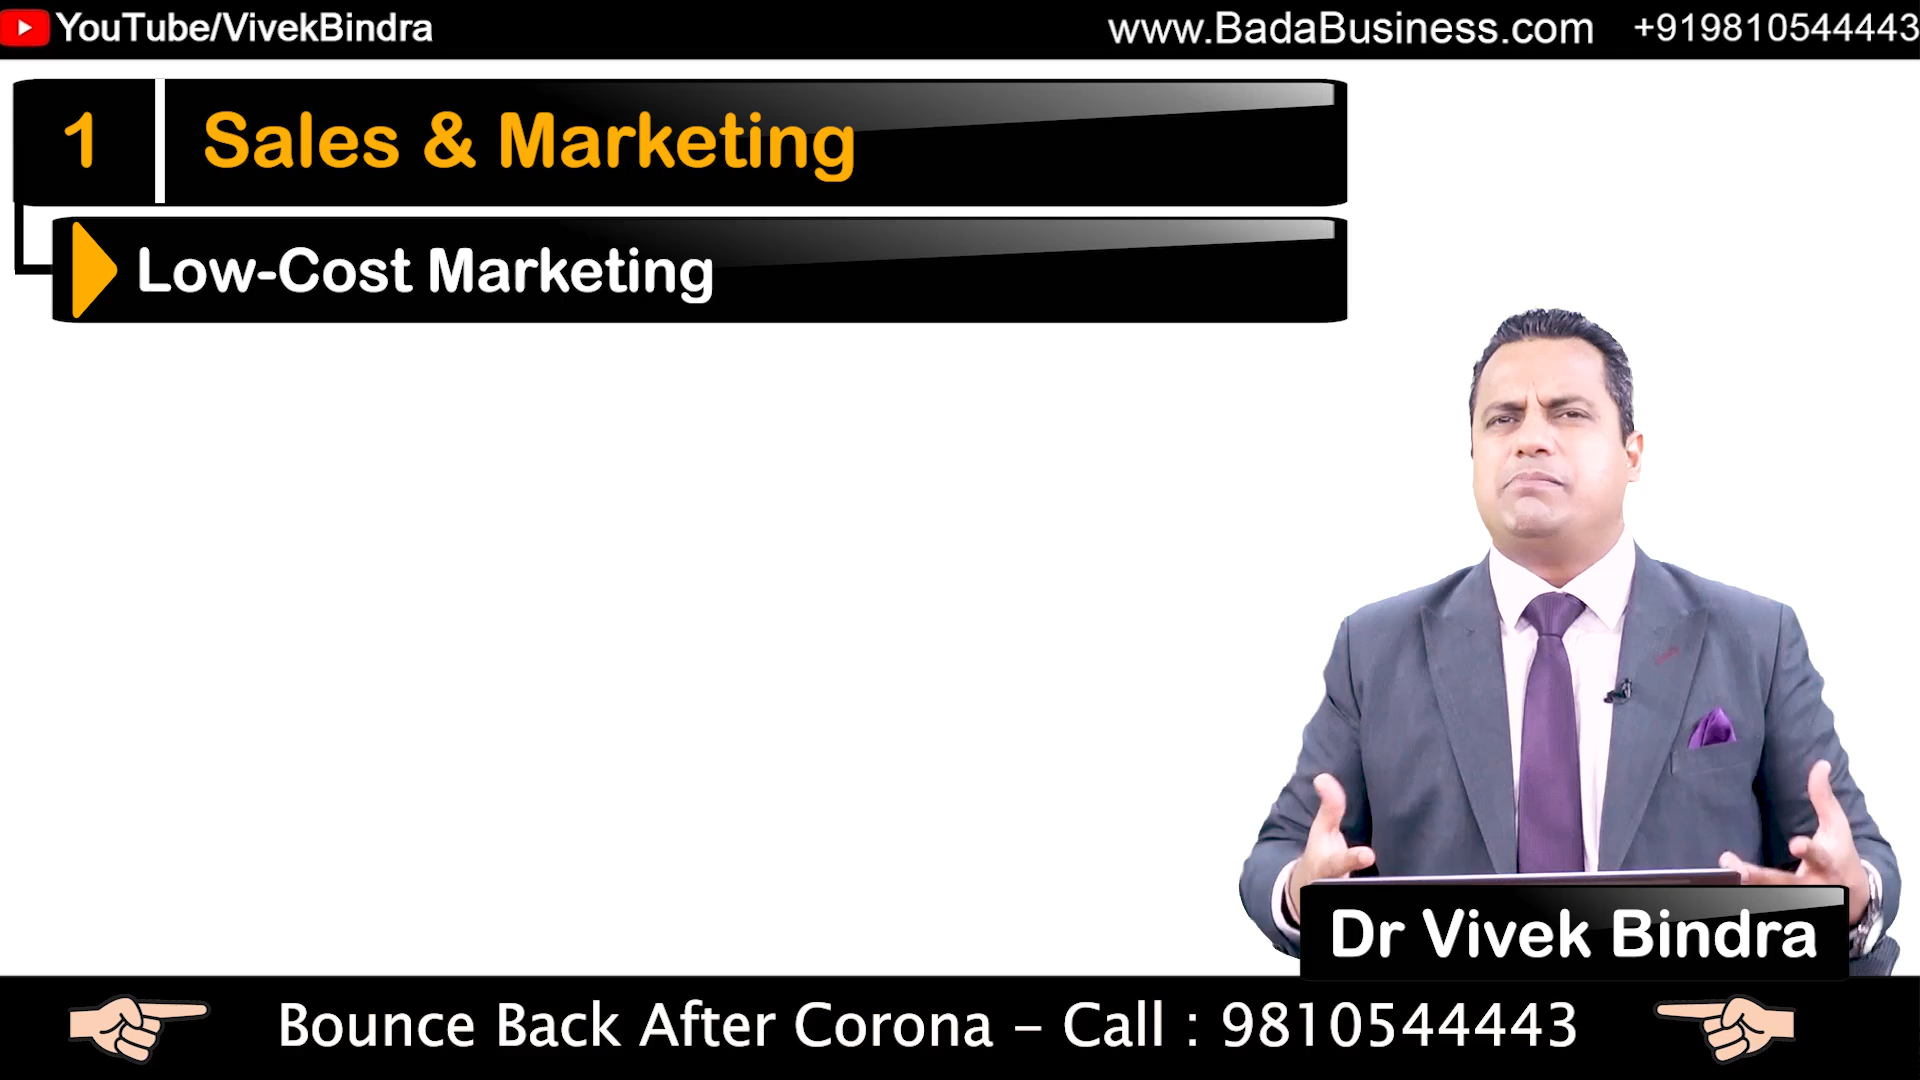 YouTube/VivekBindra
www.BadaBusiness.com +919810544443
1 Sales & Marketing
Low-Cost Marketing
Dr Vivek Bindra
Bounce Back After Corona – Call : 9810544443